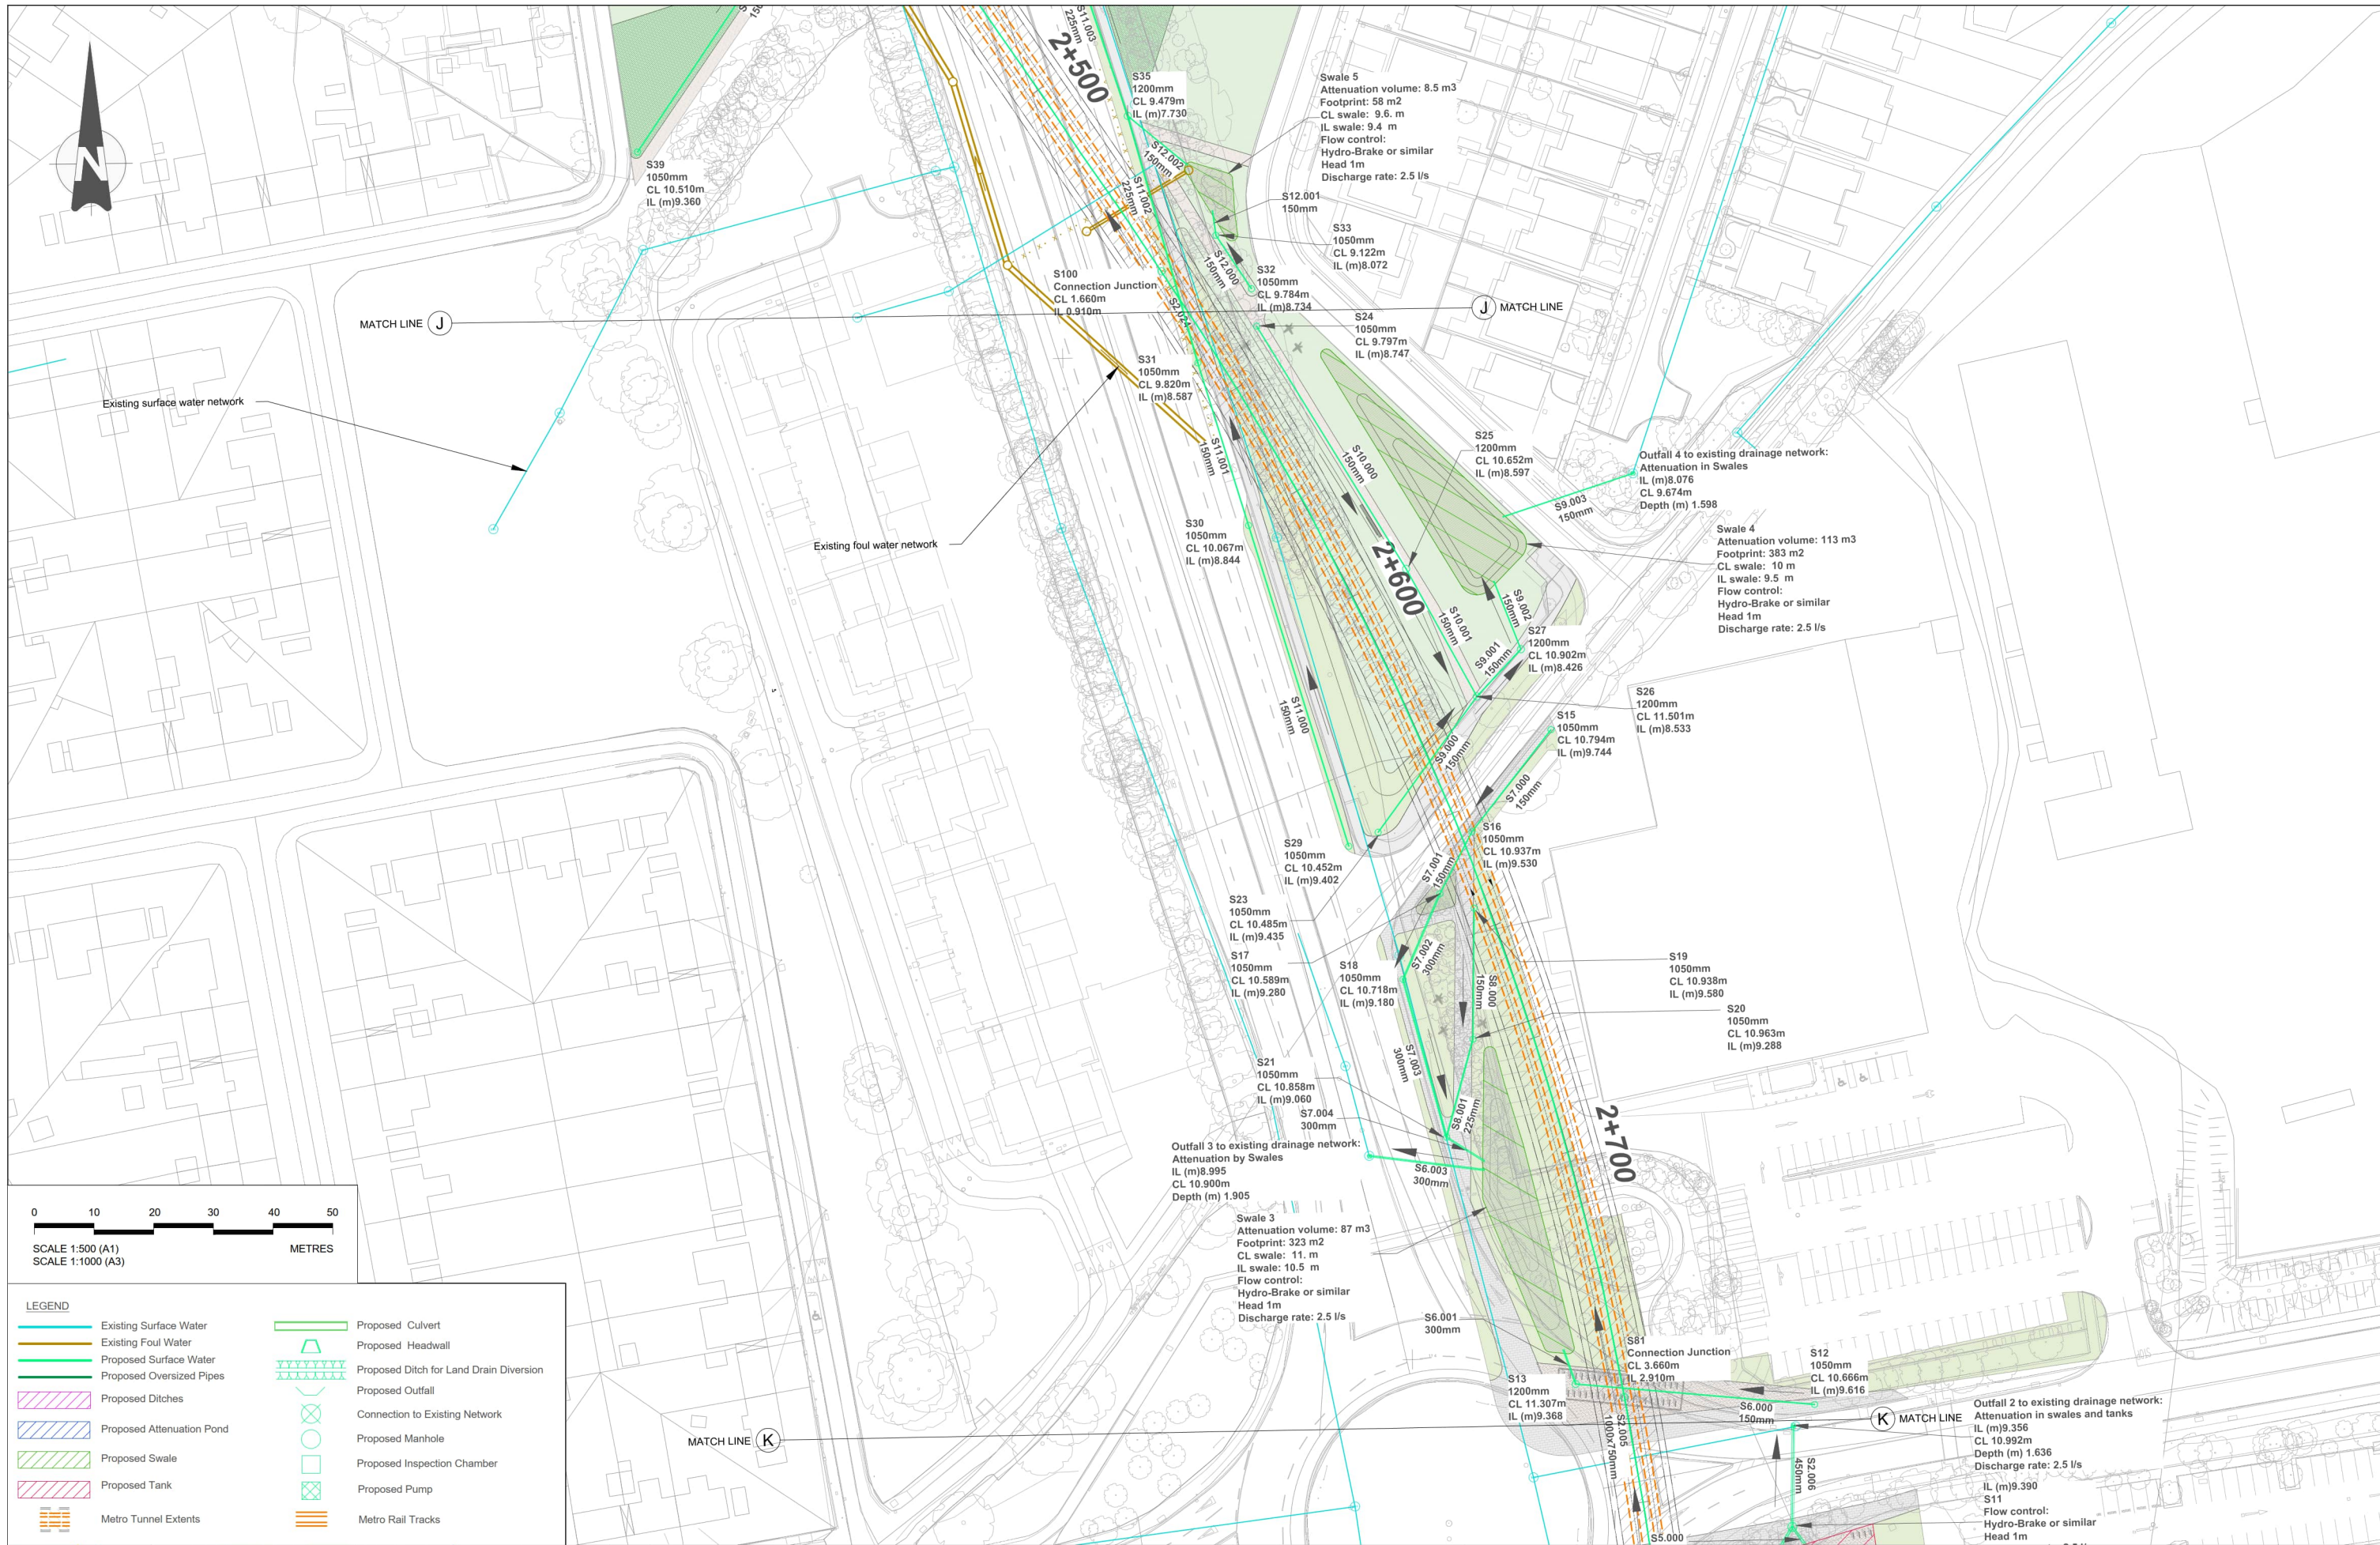 S11.003
225mm
2+500
S35
1200mm
CL 9.479m
IL (m)7.730
Swale 5
Attenuation volume: 8.5 m3
Footprint: 58 m2
CL swale:  9.6. m
IL swale: 9.4  m
Flow control:
Hydro-Brake or similar
Head 1m
Discharge rate: 2.5 l/s
N
S39
1050mm
CL 10.510m
IL (m)9.360
S12.002
150mm
S11.002
225mm
S12.001
150mm
S33
1050mm
CL 9.122m
IL (m)8.072
S12.000
150mm
S32
1050mm
CL 9.784m
IL (m)8.734
S100
Connection Junction
CL 1.660m
IL 0.910m
S2.024
MATCH LINE J
J MATCH LINE
S24
1050mm
CL 9.797m
IL (m)8.747
S31
1050mm
CL 9.820m
IL (m)8.587
Existing surface water network
S11.001
150mm
S10.000
150mm
S25
1200mm
CL 10.652m
IL (m)8.597
Outfall 4 to existing drainage network:
Attenuation in Swales
IL (m)8.076
CL 9.674m
Depth (m) 1.598
S9.003
150mm
S30
1050mm
CL 10.067m
IL (m)8.844
Existing foul water network
2+600
Swale 4
Attenuation volume: 113 m3
Footprint: 383 m2
CL swale:  10 m
IL swale: 9.5  m
Flow control:
Hydro-Brake or similar
Head 1m
Discharge rate: 2.5 l/s
S9.002
150mm
S10.001
150mm
S27
1200mm
CL 10.902m
IL (m)8.426
S9.001
150mm
S26
1200mm
CL 11.501m
IL (m)8.533
S11.000
150mm
S15
1050mm
CL 10.794m
IL (m)9.744
S9.000
150mm
S7.000
150mm
S16
1050mm
CL 10.937m
IL (m)9.530
S29
1050mm
CL 10.452m
IL (m)9.402
S7.001
150mm
S23
1050mm
CL 10.485m
IL (m)9.435
S17
1050mm
CL 10.589m
IL (m)9.280
S18
1050mm
CL 10.718m
IL (m)9.180
S7.002
300mm
S8.000
150mm
S19
1050mm
CL 10.938m
IL (m)9.580
S20
1050mm
CL 10.963m
IL (m)9.288
S7.003
300mm
S21
1050mm
CL 10.858m
IL (m)9.060
S7.004
300mm
S8.001
225mm
2+700
Outfall 3 to existing drainage network:
Attenuation by Swales
IL (m)8.995
CL 10.900m
Depth (m) 1.905
S6.003
300mm
Swale 3
Attenuation volume: 87 m3
Footprint: 323 m2
CL swale:  11. m
IL swale: 10.5  m
Flow control:
Hydro-Brake or similar
Head 1m
Discharge rate: 2.5 l/s
S6.001
300mm
S81
Connection Junction
CL 3.660m
IL 2.910m
S12
1050mm
CL 10.666m
IL (m)9.616
S13
1200mm
CL 11.307m
IL (m)9.368
S6.000
150mm
S2.005
1000x750mm
MATCH LINE K
K MATCH LINE
Outfall 2 to existing drainage network:
Attenuation in swales and tanks
IL (m)9.356
CL 10.992m
Depth (m) 1.636
Discharge rate: 2.5 l/s
S2.006
450mm
IL (m)9.390
S11
Flow control:
Hydro-Brake or similar
Head 1m
S5.000
0 10 20 30 40 50
SCALE 1:500 (A1) METRES
SCALE 1:1000 (A3)
LEGEND
Existing Surface Water
Existing Foul Water
Proposed Surface Water
Proposed Oversized Pipes
Proposed Ditches
Proposed Attenuation Pond
Proposed Swale
Proposed Tank
Metro Tunnel Extents
Proposed  Culvert
Proposed  Headwall
Proposed Ditch for Land Drain Diversion
Proposed Outfall
Connection to Existing Network
Proposed Manhole
Proposed Inspection Chamber
Proposed Pump
Metro Rail Tracks